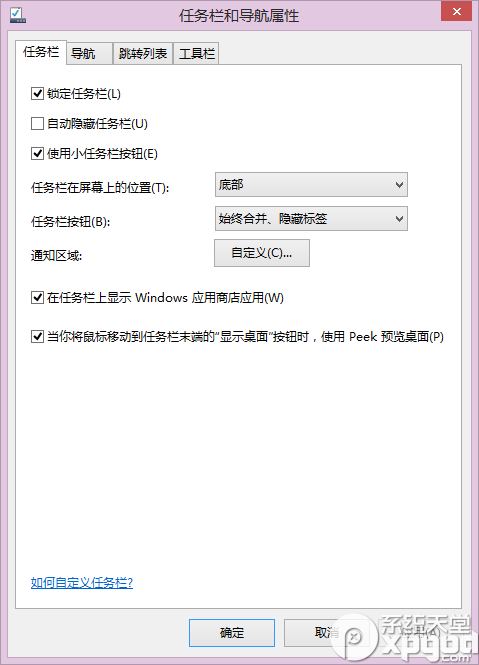 任务栏和导航属性
任务栏 导航 跳转列表 工具栏
锁定任务栏(L)
自动隐藏任务栏(U)
使用小任务栏按钮(E)
任务栏在屏幕上的位置(T): 底部
任务栏按钮(B): 始终合并、隐藏标签
通知区域: 自定义(C)...
在任务栏上显示 Windows 应用商店应用(W)
当你将鼠标移动到任务栏末端的"显示桌面"按钮时，使用 Peek 预览桌面(P)
如何自定义任务栏?
确定 取消
系统天堂